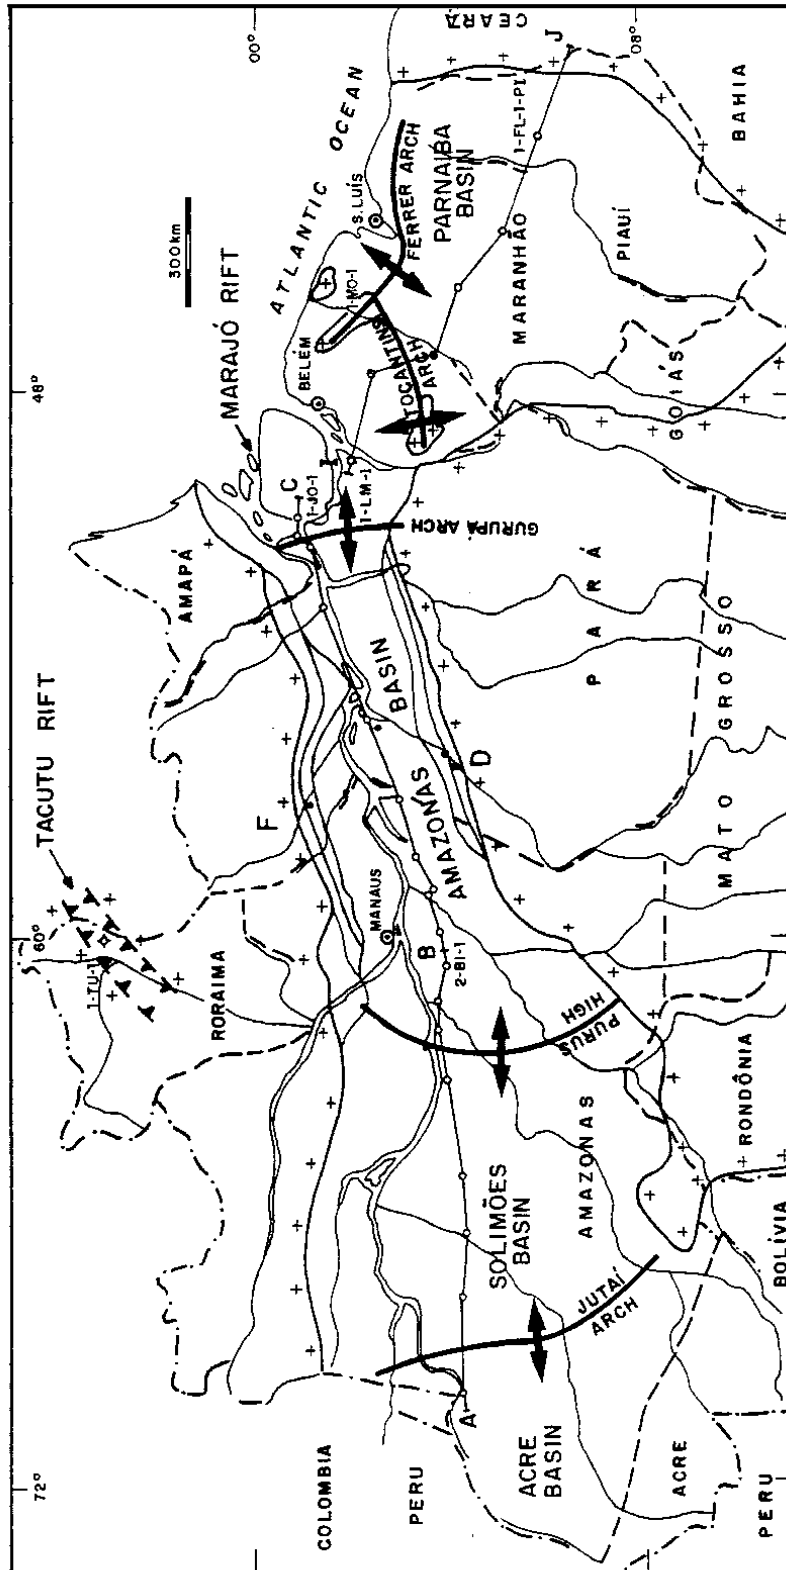 00°
08°
CEARÁ
J
ATLANTIC OCEAN
1-FL-1-PI
BAHIA
S. LUÍS
FERRER ARCH
PARNAÍBA
BASIN
300km
MARANHÃO
PIAUÍ
1-MO-1
MARAJÓ RIFT
48°
BELÉM
TOCANTINS
ARCH
GOIÁS
C
I
1-JO-1
1-LM-1
GURUPÁ ARCH
AMAPÁ
PARÁ
TACUTU RIFT
BASIN
AMAZONAS
D
F
MATO GROSSO
60°
1-TU-1
MANAUS
B
2-BI-1
RORAIMA
PURUS
HIGH
RONDÔNIA
AMAZONAS
SOLIMÕES
BASIN
BOLÍVIA
JUTAÍ
ARCH
A
72°
COLOMBIA
PERU
ACRE
BASIN
ACRE
PERU